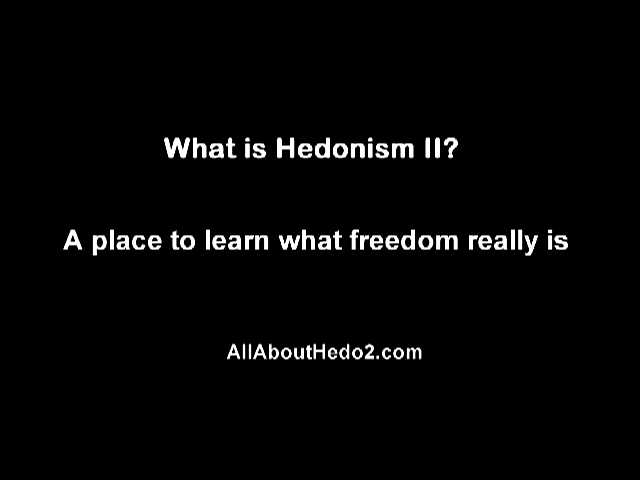 What is Hedonism II?
A place to learn what freedom really is
AllAboutHedo2.com